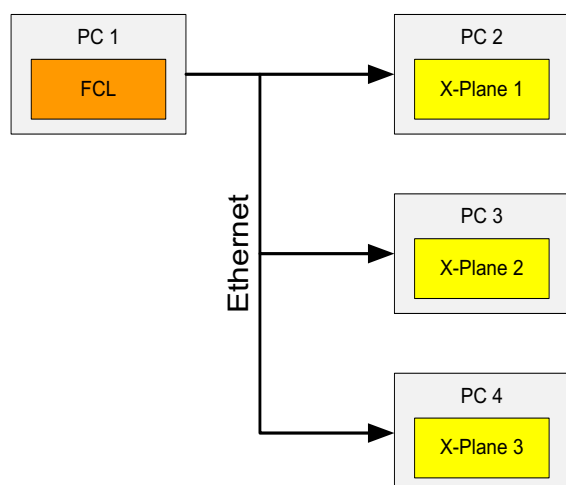 PC 1
FCL
PC 2
X-Plane 1
Ethernet
PC 3
X-Plane 2
PC 4
X-Plane 3